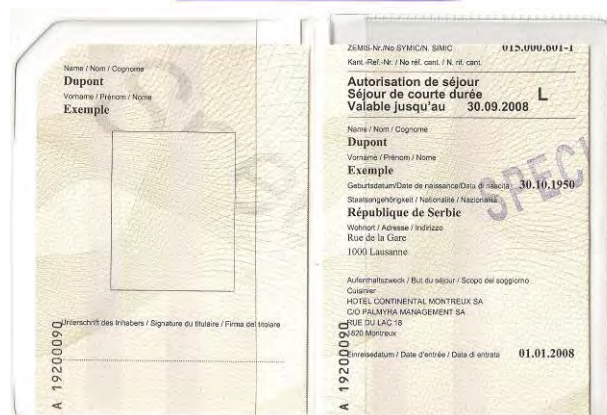 Name / Nom / Cognome
Dupont
Vorname / Prénom / Nome
Exemple
Unterschrift des Inhabers / Signature du titulaire / Firma del titolare
A 19200090
ZEMIS-Nr./No SYMIC/N. SIMIC 015.000.601-1
Kant.-Ref.-Nr. / No réf. cant. / N. rif. cant.
Autorisation de séjour
Séjour de courte durée L
Valable jusqu'au 30.09.2008
Name / Nom / Cognome
Dupont
Vorname / Prénom / Nome
Exemple
Geburtsdatum/Date de naissance/Data di nascita 30.10.1950
Staatsangehörigkeit / Nationalité / Nazionalità
République de Serbie
Wohnort / Adresse / Indirizzo
Rue de la Gare
1000 Lausanne
Aufenthaltszweck / But du séjour / Scopo del soggiorno
Cuisinier
HOTEL CONTINENTAL MONTREUX SA
C/O PALMYRA MANAGEMENT SA
RUE DU LAC 18
1820 Montreux
Einreisedatum / Date d'entrée / Data di entrata 01.01.2008
A 19200090
SPECI